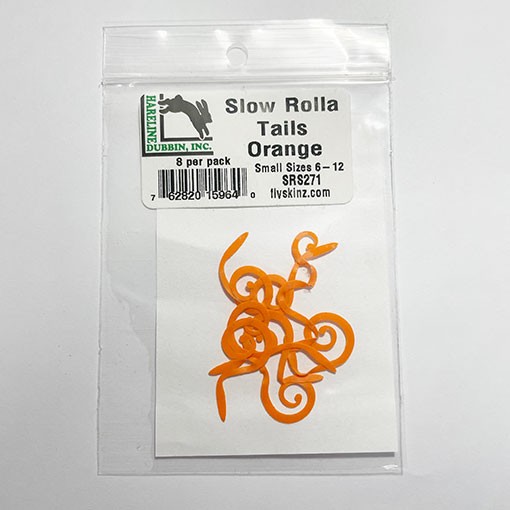 HARELINE
DUBBIN, INC.
Slow Rolla
Tails
Orange
8 per pack
Small Sizes 6-12
SRS271
flyskinz.com
7 62820 15964 0